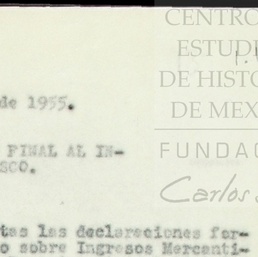 CENTRO
ESTUDI
DE HISTO
DE MEX
FUNDAC
Carlos S
de 1955.
FINAL AL IN-
SCO.
tas las declaraciones for-
o sobre Ingresos Mercanti-